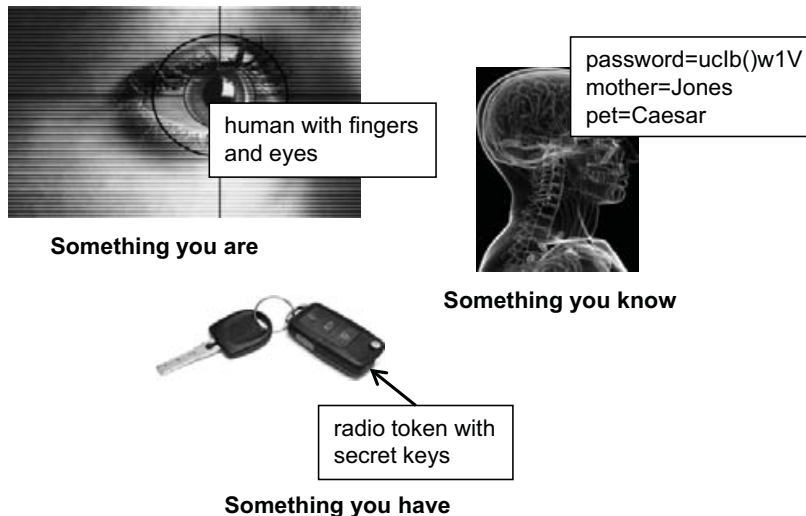 password=uclb()w1V
mother=Jones
pet=Caesar
human with fingers
and eyes
Something you are
Something you know
radio token with
secret keys
Something you have